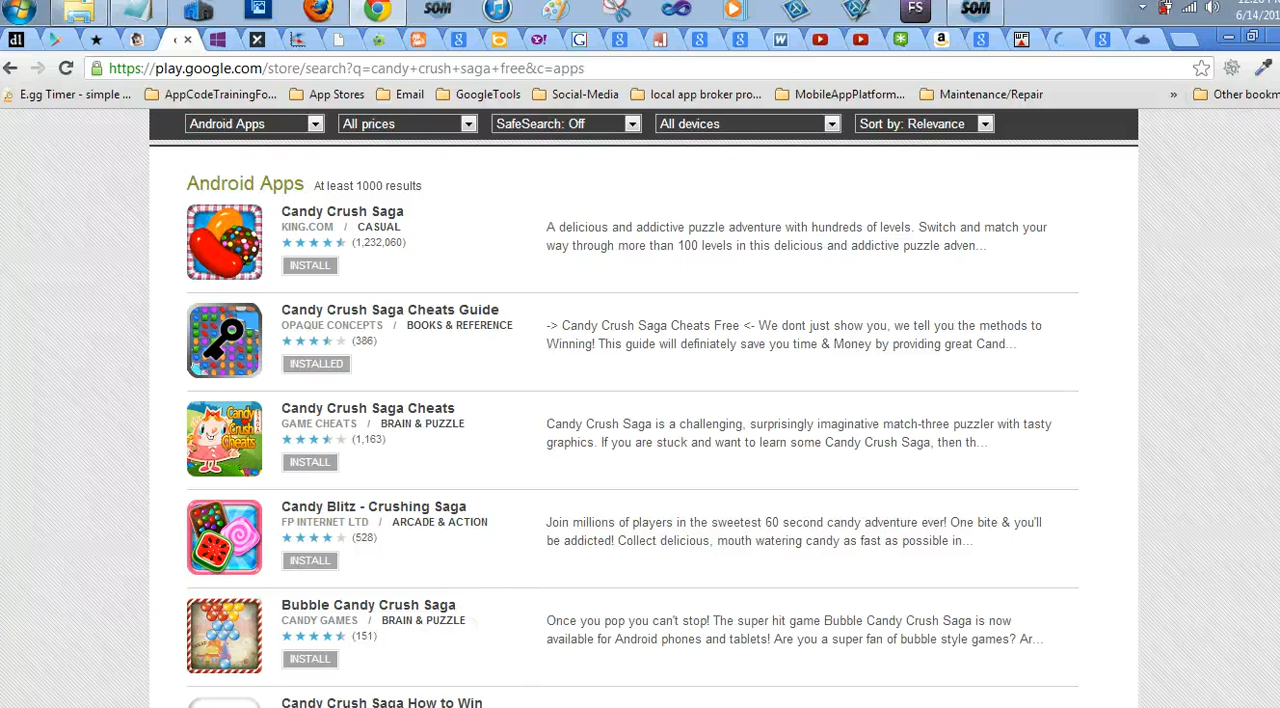 12:26 PM
6/14/201
SOM
FS
SOM
https://play.google.com/store/search?q=candy+crush+saga+free&c=apps
E.gg Timer - simple ...
AppCodeTrainingFo...
App Stores
Email
GoogleTools
Social-Media
local app broker pro...
MobileAppPlatform...
Maintenance/Repair
»
Other bookm
Android Apps
All prices
SafeSearch: Off
All devices
Sort by: Relevance
Android Apps At least 1000 results
Candy Crush Saga
KING.COM / CASUAL
(1,232,060)
INSTALL
A delicious and addictive puzzle adventure with hundreds of levels. Switch and match your
way through more than 100 levels in this delicious and addictive puzzle adven...
Candy Crush Saga Cheats Guide
OPAQUE CONCEPTS / BOOKS & REFERENCE
(386)
INSTALLED
-> Candy Crush Saga Cheats Free <- We dont just show you, we tell you the methods to
Winning! This guide will definiately save you time & Money by providing great Cand...
Candy Crush Saga Cheats
GAME CHEATS / BRAIN & PUZZLE
(1,163)
INSTALL
Candy Crush Saga is a challenging, surprisingly imaginative match-three puzzler with tasty
graphics. If you are stuck and want to learn some Candy Crush Saga, then th...
Candy Blitz - Crushing Saga
FP INTERNET LTD / ARCADE & ACTION
(528)
INSTALL
Join millions of players in the sweetest 60 second candy adventure ever! One bite & you'll
be addicted! Collect delicious, mouth watering candy as fast as possible in...
Bubble Candy Crush Saga
CANDY GAMES / BRAIN & PUZZLE
(151)
INSTALL
Once you pop you can't stop! The super hit game Bubble Candy Crush Saga is now
available for Android phones and tablets! Are you a super fan of bubble style games? Ar...
Candy Crush Saga How to Win